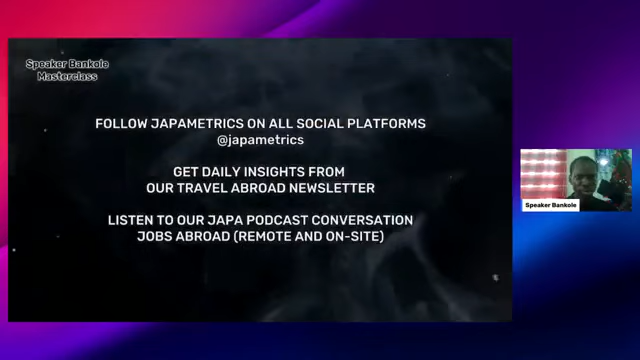 Speaker Bankole
Masterclass
FOLLOW JAPAMETRICS ON ALL SOCIAL PLATFORMS
@japametrics
GET DAILY INSIGHTS FROM
OUR TRAVEL ABROAD NEWSLETTER
LISTEN TO OUR JAPA PODCAST CONVERSATION
JOBS ABROAD (REMOTE AND ON-SITE)
Speaker Bankole